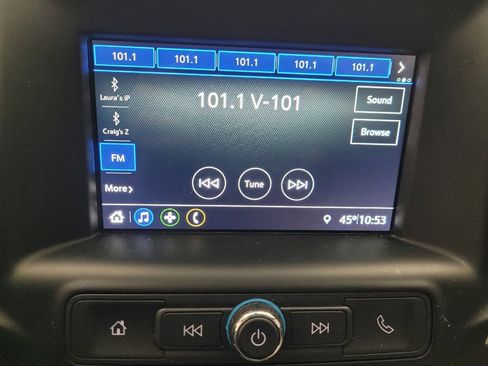 101.1 101.1 101.1 101.1 101.1
Laura's iP
101.1 V-101
Sound
Craig's Z
Browse
FM
Tune
More
45° 10:53